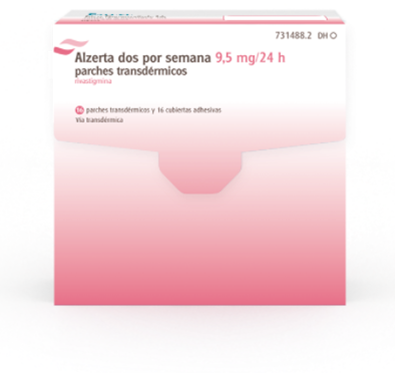 731488.2 DH
Alzerta dos por semana 9,5 mg/24 h
parches transdérmicos
rivastigmina
16 parches transdérmicos y 16 cubiertas adhesivas
Vía transdérmica